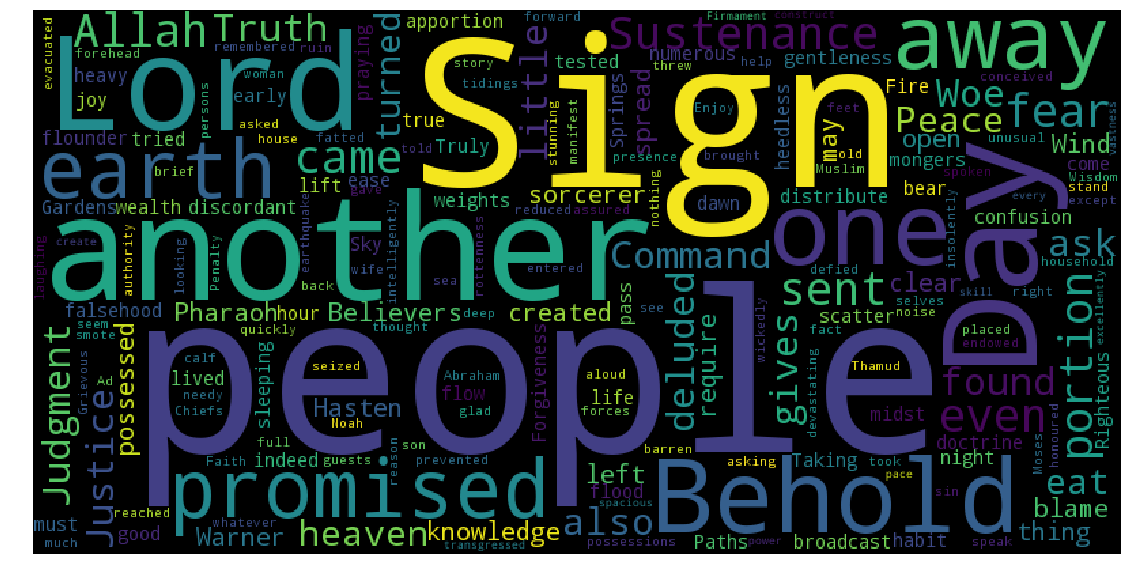 Sign
people
another
Lord
Day
Behold
one
away
earth
promised
Allah
Truth
Sustenance
came
turned
little
fear
Woe
Peace
Command
sent
found
even
portion
ask
gives
deluded
created
Judgment
Justice
possessed
heaven
knowledge
also
eat
blame
thing
left
Believers
Pharaoh
Hasten
hour
Warner
indeed
lived
sleeping
falsehood
discordant
wealth
Gardens
weights
sorcerer
distribute
bear
confusion
clear
scatter
open
mongers
Wind
may
Fire
gentleness
numerous
tested
spread
Springs
apportion
praying
heavy
joy
early
flounder
tried
lift
ease
Sky
true
Truly
dawn
heedless
pass
require
life
flow
Forgiveness
flood
Taking
night
doctrine
midst
Righteous
Paths
broadcast
habit
must
good
evacuated
forehead
remembered
ruin
woman
persons
asked
house
fatted
told
gave
story
tidings
forward
stunning
manifest
threw
help
Firmament
construct
conceived
Enjoy
feet
presence
brought
Muslim
old
nothing
reduced
assured
unusual
come
spoken
Wisdom
vastness
stand
except
every
insolently
household
skill
right
selves
noise
defied
fact
placed
endowed
see
wickedly
devastating
Thamud
aloud
forces
glad
Abraham
seized
Noah
calf
needy
Chiefs
full
son
guests
Faith
reason
prevented
reached
whatever
much
tramsgressed
possessions
spacious
barren
asking
took
pace
sin
power
speak
Moses
honoured
excellently
entered
sea
rottenness
intelligently
earthquake
looking
back
wife
Penalty
authority
create
laughing
brief
seem
smote
Ad
Grievous
quickly
thought
deep